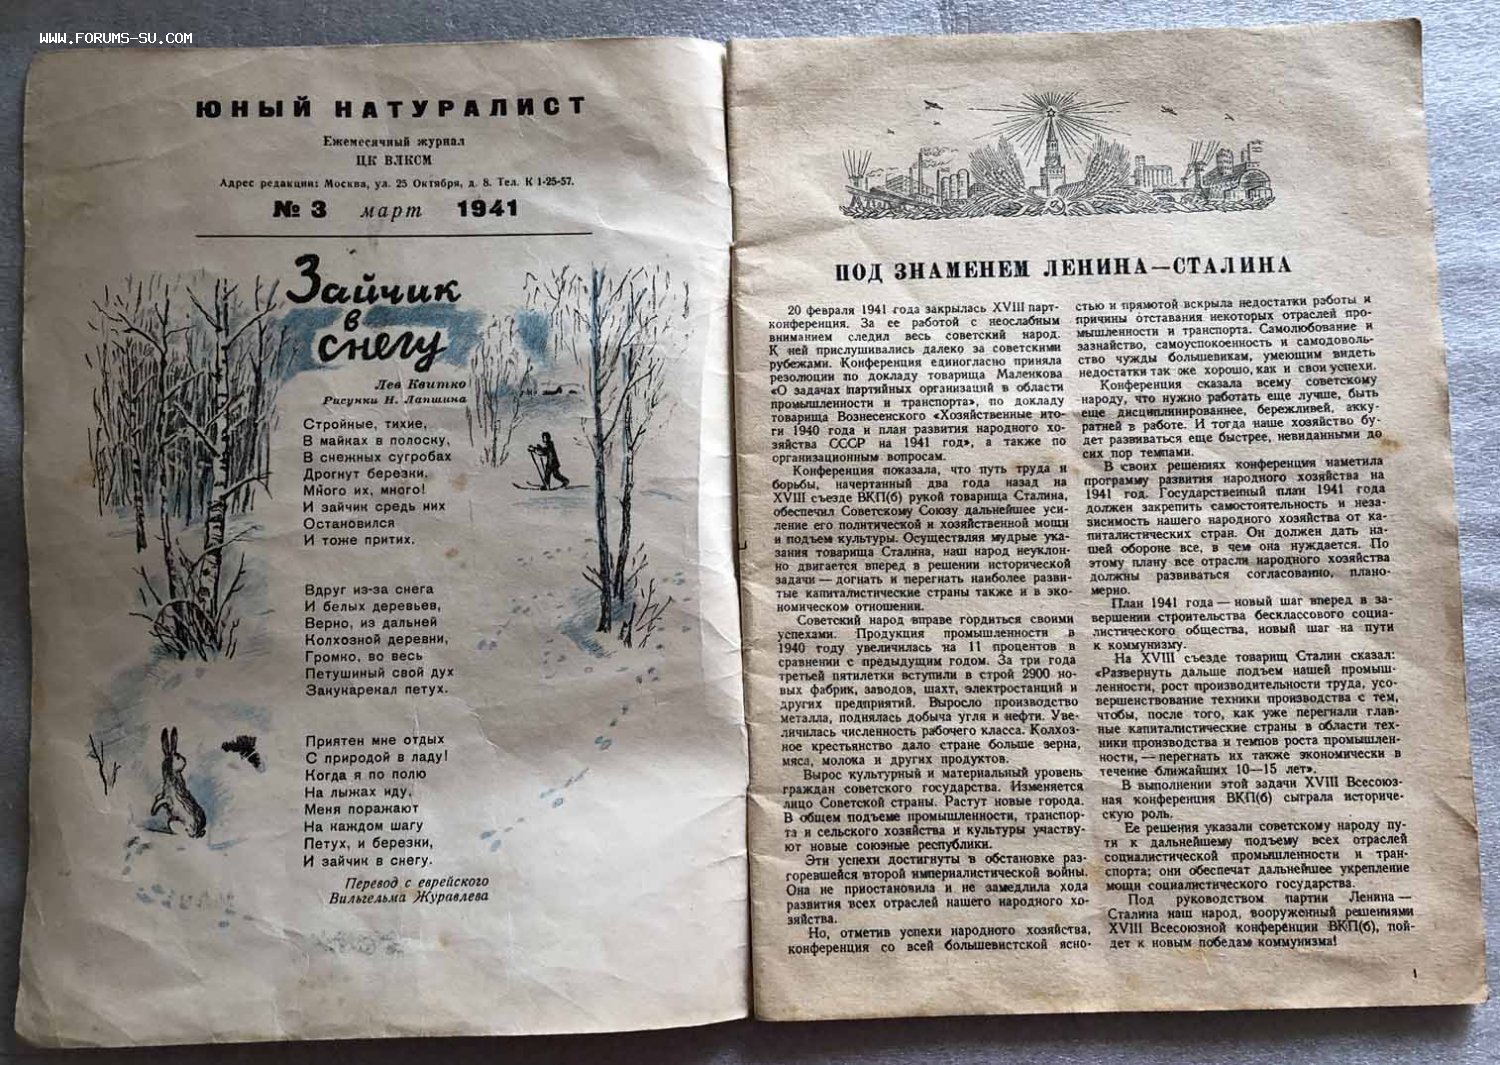 WWW.FORUMS-SU.COM
ЮНЫЙ НАТУРАЛИСТ
Ежемесячный журнал
ЦК ВЛКСМ
Адрес редакции: Москва, ул. 25 Октября, д. 8. Тел. К 1-25-57.
№ 3 март 1941
Зайчик
в
снегу
Лев Квитко
Рисунки Н. Лапшина
Стройные, тихие,
В майках в полоску,
В снежных сугробах
Дрогнут березки.
Много их, много!
И зайчик средь них
Остановился
И тоже притих.
Вдруг из-за снега
И белых деревьев,
Верно, из дальней
Колхозной деревни,
Громко, во весь
Петушиный свой дух
Закукарекал петух.
Приятен мне отдых
С природой в ладу!
Когда я по полю
На лыжах иду,
Меня поражают
На каждом шагу
Петух, и березки,
И зайчик в снегу.
Перевод с еврейского
Вильгельма Журавлева
ПОД ЗНАМЕНЕМ ЛЕНИНА—СТАЛИНА
20 февраля 1941 года закрылась XVIII парт-
конференция. За ее работой с неослабным
вниманием следил весь советский народ.
К ней прислушивались далеко за советскими
рубежами. Конференция единогласно приняла
резолюции по докладу товарища Маленкова
«О задачах партийных организаций в области
промышленности и транспорта», по докладу
товарища Вознесенского «Хозяйственные ито-
ги 1940 года и план развития народного хо-
зяйства СССР на 1941 год», а также по
организационным вопросам.
Конференция показала, что путь труда и
борьбы, начертанный два года назад на
XVIII съезде ВКП(б) рукой товарища Сталина,
обеспечил Советскому Союзу дальнейшее уси-
ление его политической и хозяйственной мощи
и подъем культуры. Осуществляя мудрые ука-
зания товарища Сталина, наш народ неуклон-
но двигается вперед в решении исторической
задачи — догнать и перегнать наиболее разви-
тые капиталистические страны также и в эко-
номическом отношении.
Советский народ вправе гордиться своими
успехами. Продукция промышленности в
1940 году увеличилась на 11 процентов в
сравнении с предыдущим годом. За три года
третьей пятилетки вступили в строй 2900 но-
вых фабрик, заводов, шахт, электростанций и
других предприятий. Выросло производство
металла, поднялась добыча угля и нефти. Уве-
личилась численность рабочего класса. Колхоз-
ное крестьянство дало стране больше зерна,
мяса, молока и других продуктов.
Вырос культурный и материальный уровень
граждан советского государства. Изменяется
лицо Советской страны. Растут новые города.
В общем подъеме промышленности, транспор-
та и сельского хозяйства и культуры участву-
ют новые союзные республики.
Эти успехи достигнуты в обстановке раз-
горевшейся второй империалистической войны.
Она не приостановила и не замедлила хода
развития всех отраслей нашего народного хо-
зяйства.
Но, отметив успехи народного хозяйства,
конференция со всей большевистской ясно-
стью и прямотой вскрыла недостатки работы и
причины отставания некоторых отраслей про-
мышленности и транспорта. Самолюбование и
зазнайство, самоуспокоенность и самодоволь-
ство чужды большевикам, умеющим видеть
недостатки так же хорошо, как и свои успехи.
Конференция сказала всему советскому
народу, что нужно работать еще лучше, быть
еще дисциплинированнее, бережливей, акку-
ратней в работе. И тогда наше хозяйство бу-
дет развиваться еще быстрее, невиданными до
сих пор темпами.
В своих решениях конференция наметила
программу развития народного хозяйства на
1941 год. Государственный план 1941 года
должен закрепить самостоятельность и неза-
висимость нашего народного хозяйства от ка-
питалистических стран. Он должен дать на-
шей обороне все, в чем она нуждается. По
этому плану все отрасли народного хозяйства
должны развиваться согласованно, плано-
мерно.
План 1941 года — новый шаг вперед в за-
вершении строительства бесклассового социа-
листического общества, новый шаг на пути
к коммунизму.
На XVIII съезде товарищ Сталин сказал:
«Развернуть дальше подъем нашей промыш-
ленности, рост производительности труда, усо-
вершенствование техники производства с тем,
чтобы, после того, как уже перегнали глав-
ные капиталистические страны в области тех-
ники производства и темпов роста промышлен-
ности, — перегнать их также экономически в
течение ближайших 10—15 лет».
В выполнении этой задачи XVIII Всесоюз-
ная конференция ВКП(б) сыграла историче-
скую роль.
Ее решения указали советскому народу пу-
ти к дальнейшему подъему всех отраслей
социалистической промышленности и тран-
спорта; они обеспечат дальнейшее укрепление
мощи социалистического государства.
Под руководством партии Ленина —
Сталина наш народ, вооруженный решениями
XVIII Всесоюзной конференции ВКП(б), пой-
дет к новым победам коммунизма!
1